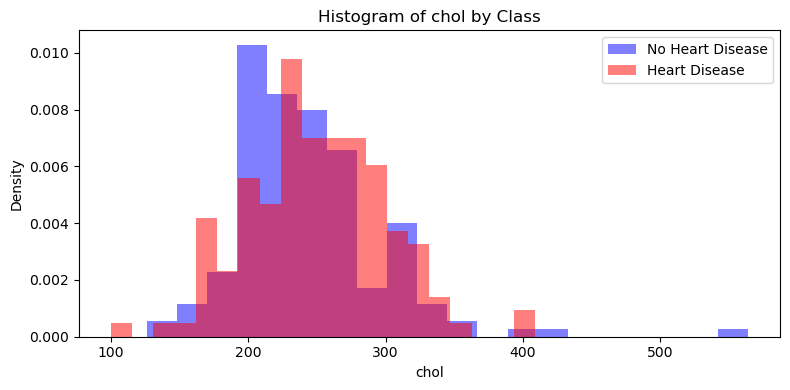 Histogram of chol by Class
No Heart Disease
Heart Disease
0.010
0.008
0.006
0.004
0.002
0.000
Density
100 200 300 400 500
chol